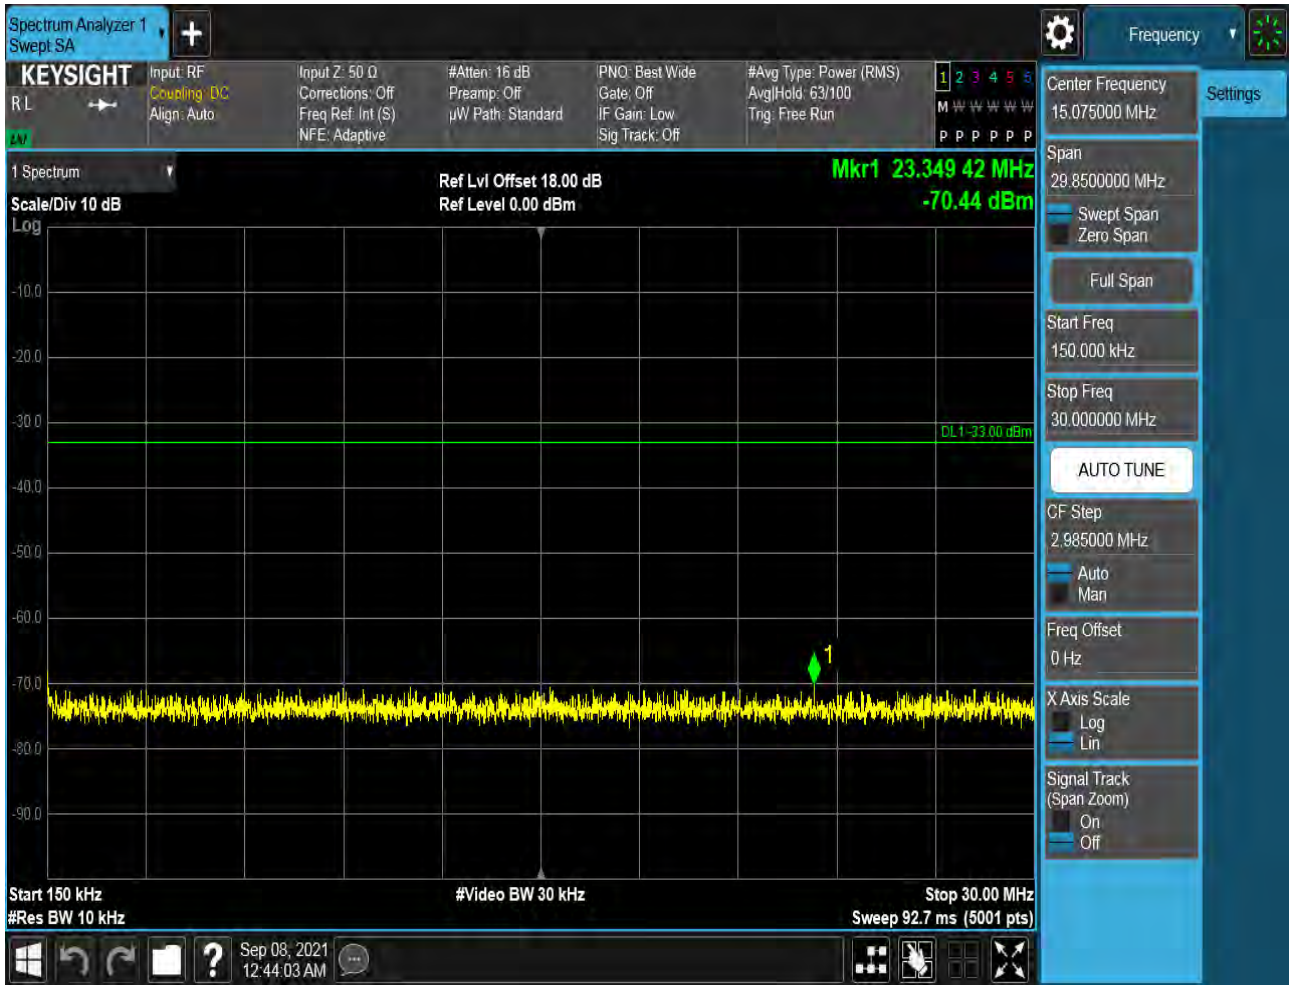 Spectrum Analyzer 1
Swept SA
Frequency
KEYSIGHT
R L
LXI
Input: RF
Coupling: DC
Align: Auto
Input Z: 50 Ω
Corrections: Off
Freq Ref: Int (S)
NFE: Adaptive
#Atten: 16 dB
Preamp: Off
µW Path: Standard
PNO: Best Wide
Gate: Off
IF Gain: Low
Sig Track: Off
#Avg Type: Power (RMS)
Avg|Hold: 63/100
Trig: Free Run
1 2 3 4 5 6
M W W W W W
P P P P P P
1 Spectrum
Scale/Div 10 dB
Log
Ref Lvl Offset 18.00 dB
Ref Level 0.00 dBm
Mkr1 23.349 42 MHz
-70.44 dBm
-10.0
-20.0
-30.0
DL1 -33.00 dBm
-40.0
-50.0
-60.0
1
-70.0
-80.0
-90.0
Start 150 kHz
#Res BW 10 kHz
#Video BW 30 kHz
Stop 30.00 MHz
Sweep 92.7 ms (5001 pts)
Sep 08, 2021
12:44:03 AM
Settings
Center Frequency
15.075000 MHz
Span
29.8500000 MHz
Swept Span
Zero Span
Full Span
Start Freq
150.000 kHz
Stop Freq
30.000000 MHz
AUTO TUNE
CF Step
2.985000 MHz
Auto
Man
Freq Offset
0 Hz
X Axis Scale
Log
Lin
Signal Track
(Span Zoom)
On
Off